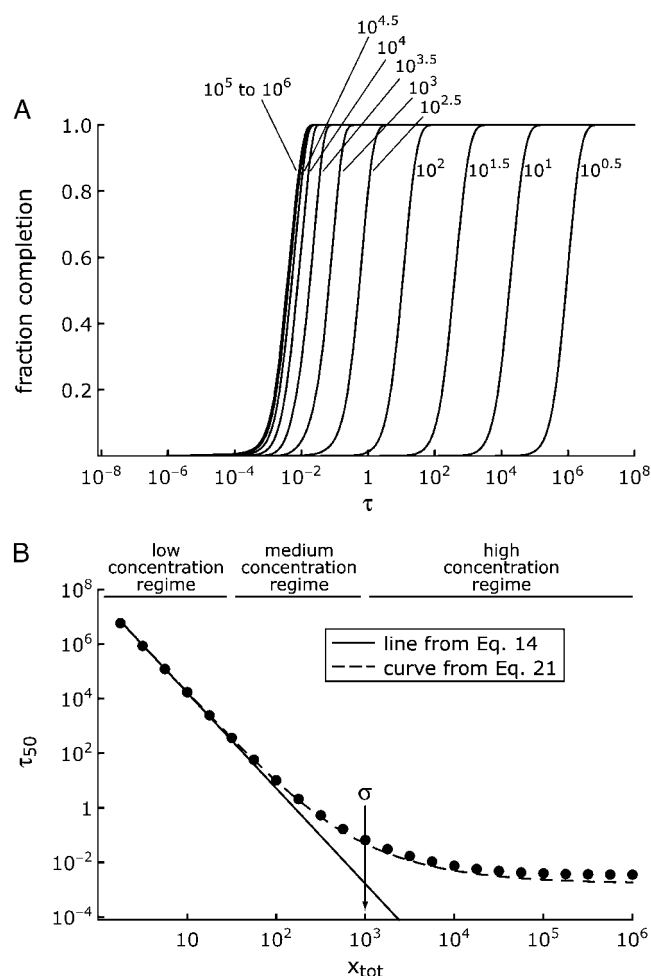 A
10^5 to 10^6
10^4.5
10^4
10^3.5
10^3
10^2.5
10^2
10^1.5
10^1
10^0.5
fraction completion
1.0
0.8
0.6
0.4
0.2
10^−8 10^−6 10^−4 10^−2 1 10^2 10^4 10^6 10^8
τ
B
low concentration regime
medium concentration regime
high concentration regime
τ_50
10^8
10^6
10^4
10^2
1
10^−2
10^−4
line from Eq. 14
curve from Eq. 21
σ
10 10^2 10^3 10^4 10^5 10^6
x_tot